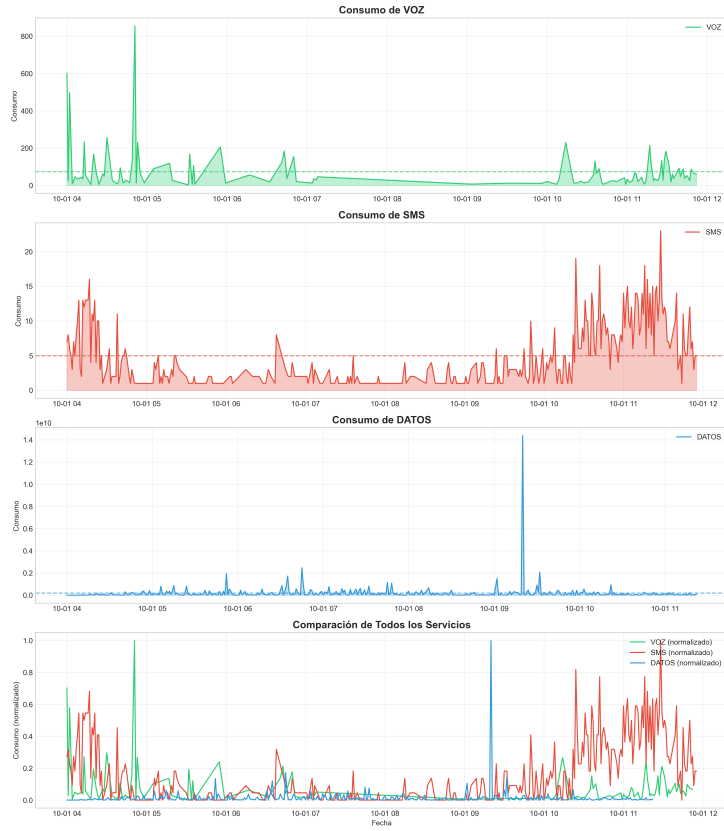 Consumo de VOZ
VOZ
800
600
400
200
0
Consumo
10-01 04 10-01 05 10-01 06 10-01 07 10-01 08 10-01 09 10-01 10 10-01 11 10-01 12
Consumo de SMS
SMS
20
15
10
5
0
Consumo
10-01 04 10-01 05 10-01 06 10-01 07 10-01 08 10-01 09 10-01 10 10-01 11 10-01 12
Consumo de DATOS
1e10
DATOS
1.4
1.2
1.0
0.8
0.6
0.4
0.2
0.0
Consumo
10-01 04 10-01 05 10-01 06 10-01 07 10-01 08 10-01 09 10-01 10 10-01 11
Comparación de Todos los Servicios
VOZ (normalizado)
SMS (normalizado)
DATOS (normalizado)
1.0
0.8
0.6
0.4
0.2
0.0
Consumo (normalizado)
10-01 04 10-01 05 10-01 06 10-01 07 10-01 08 10-01 09 10-01 10 10-01 11 10-01 12
Fecha